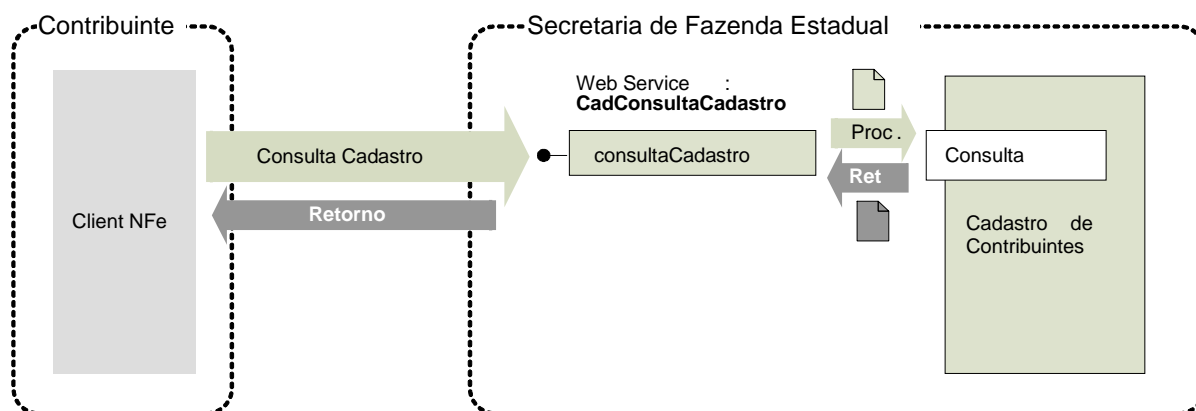 Contribuinte
Secretaria de Fazenda Estadual
Web Service :
CadConsultaCadastro
Consulta Cadastro
consultaCadastro
Proc .
Consulta
Ret
Retorno
Client NFe
Cadastro de
Contribuintes